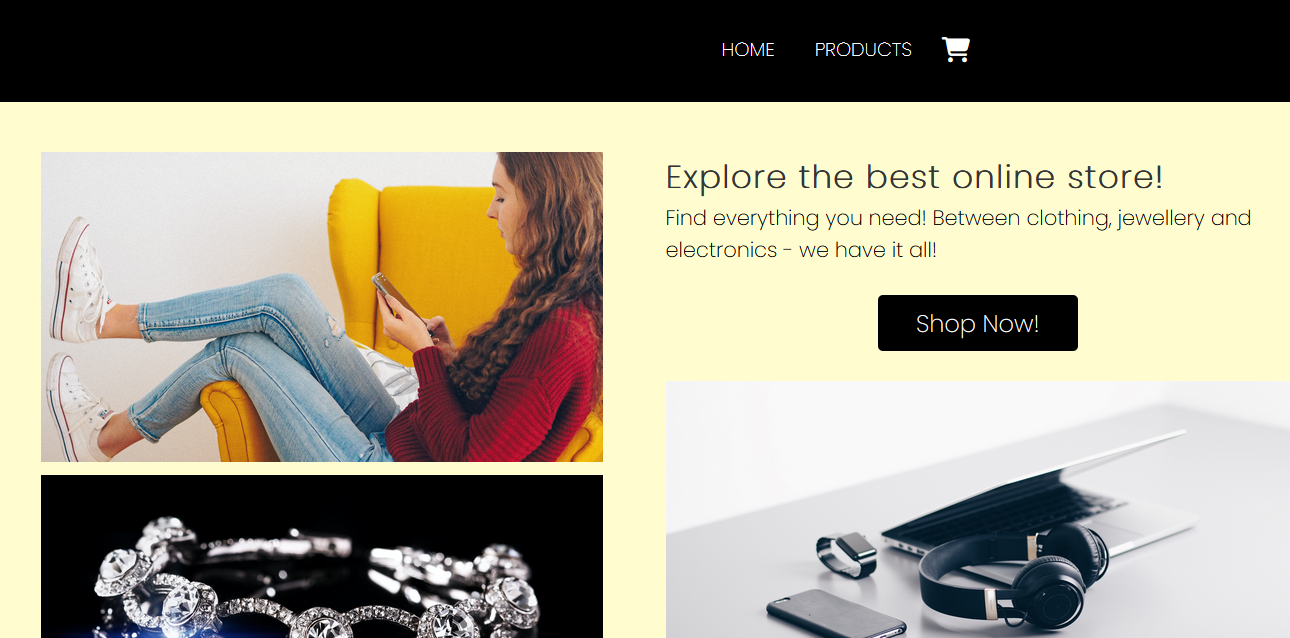 HOME PRODUCTS
Explore the best online store!
Find everything you need! Between clothing, jewellery and
electronics - we have it all!
Shop Now!